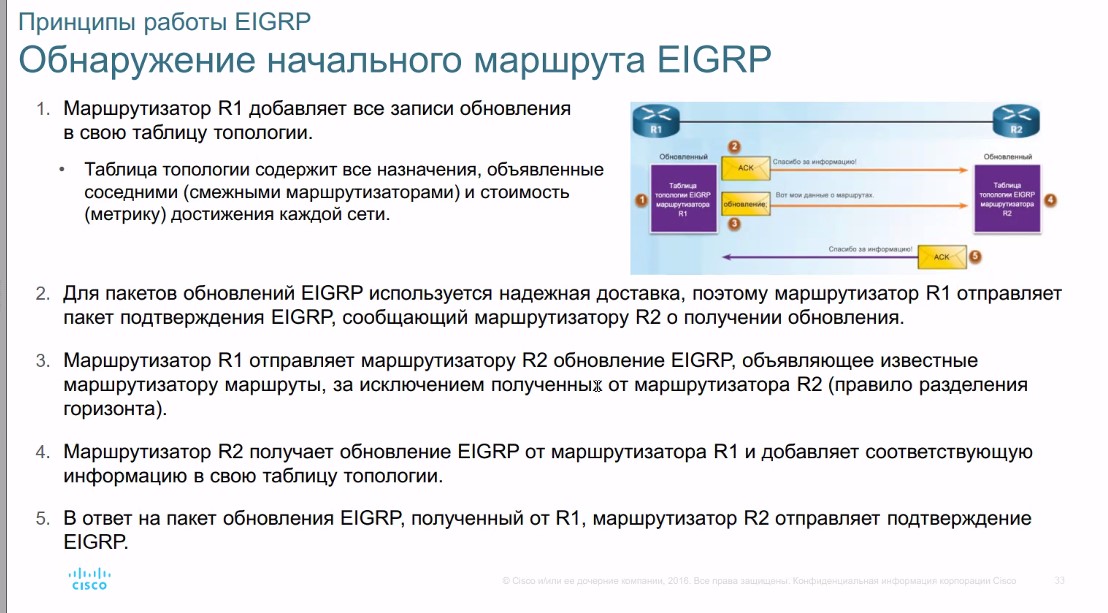 Принципы работы EIGRP
Обнаружение начального маршрута EIGRP
1. Маршрутизатор R1 добавляет все записи обновления
в свою таблицу топологии.
• Таблица топологии содержит все назначения, объявленные
соседними (смежными маршрутизаторами) и стоимость
(метрику) достижения каждой сети.
R1
R2
Обновленный
2
ACK
Спасибо за информацию!
Обновленный
1
Таблица
топологии EIGRP
маршрутизатора
R1
обновление;
Вот мои данные о маршрутах.
3
Таблица
топологии EIGRP
маршрутизатора
R2
4
Спасибо за информацию!
ACK
5
2. Для пакетов обновлений EIGRP используется надежная доставка, поэтому маршрутизатор R1 отправляет
пакет подтверждения EIGRP, сообщающий маршрутизатору R2 о получении обновления.
3. Маршрутизатор R1 отправляет маршрутизатору R2 обновление EIGRP, объявляющее известные
маршрутизатору маршруты, за исключением полученных от маршрутизатора R2 (правило разделения
горизонта).
4. Маршрутизатор R2 получает обновление EIGRP от маршрутизатора R1 и добавляет соответствующую
информацию в свою таблицу топологии.
5. В ответ на пакет обновления EIGRP, полученный от R1, маршрутизатор R2 отправляет подтверждение
EIGRP.
CISCO
© Cisco и/или ее дочерние компании, 2016. Все права защищены. Конфиденциальная информация корпорации Cisco
33